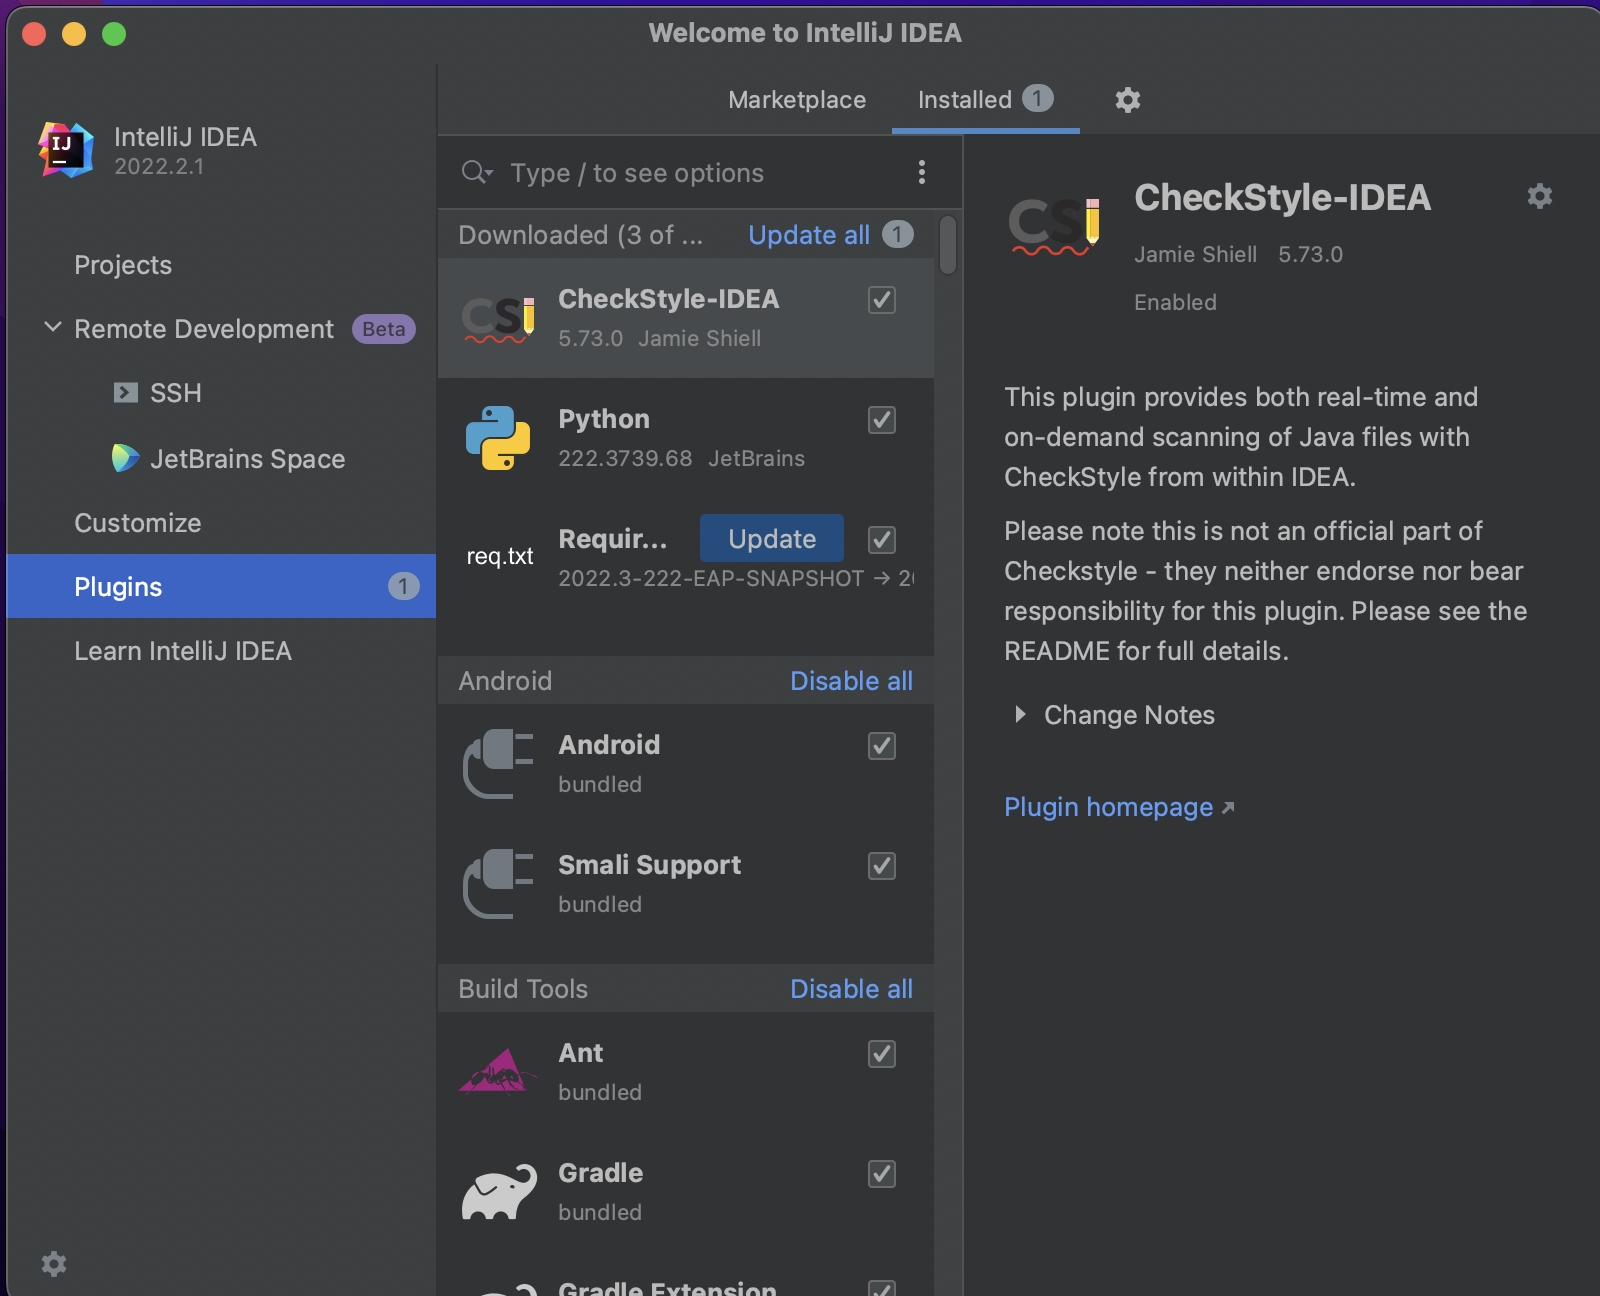 Welcome to IntelliJ IDEA
IntelliJ IDEA
2022.2.1
Projects
Remote Development Beta
SSH
JetBrains Space
Customize
Plugins 1
Learn IntelliJ IDEA
Marketplace Installed 1
Type / to see options
Downloaded (3 of ... Update all 1
CheckStyle-IDEA
5.73.0 Jamie Shiell
Python
222.3739.68 JetBrains
req.txt
Requir... Update
2022.3-222-EAP-SNAPSHOT →
Android Disable all
Android
bundled
Smali Support
bundled
Build Tools Disable all
Ant
bundled
Gradle
bundled
Gradle Extension
CheckStyle-IDEA
Jamie Shiell 5.73.0
Enabled
This plugin provides both real-time and
on-demand scanning of Java files with
CheckStyle from within IDEA.
Please note this is not an official part of
Checkstyle - they neither endorse nor bear
responsibility for this plugin. Please see the
README for full details.
Change Notes
Plugin homepage ↗